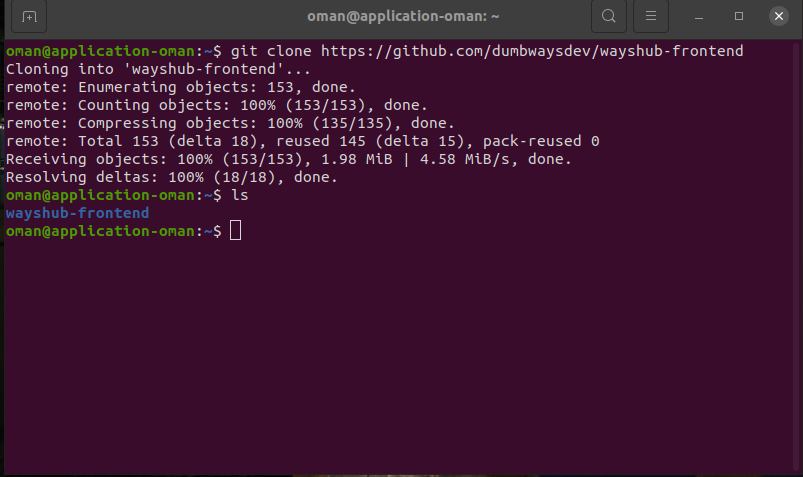 oman@application-oman: ~
oman@application-oman:~$ git clone https://github.com/dumbwaysdev/wayshub-frontend
Cloning into 'wayshub-frontend'...
remote: Enumerating objects: 153, done.
remote: Counting objects: 100% (153/153), done.
remote: Compressing objects: 100% (135/135), done.
remote: Total 153 (delta 18), reused 145 (delta 15), pack-reused 0
Receiving objects: 100% (153/153), 1.98 MiB | 4.58 MiB/s, done.
Resolving deltas: 100% (18/18), done.
oman@application-oman:~$ ls
wayshub-frontend
oman@application-oman:~$